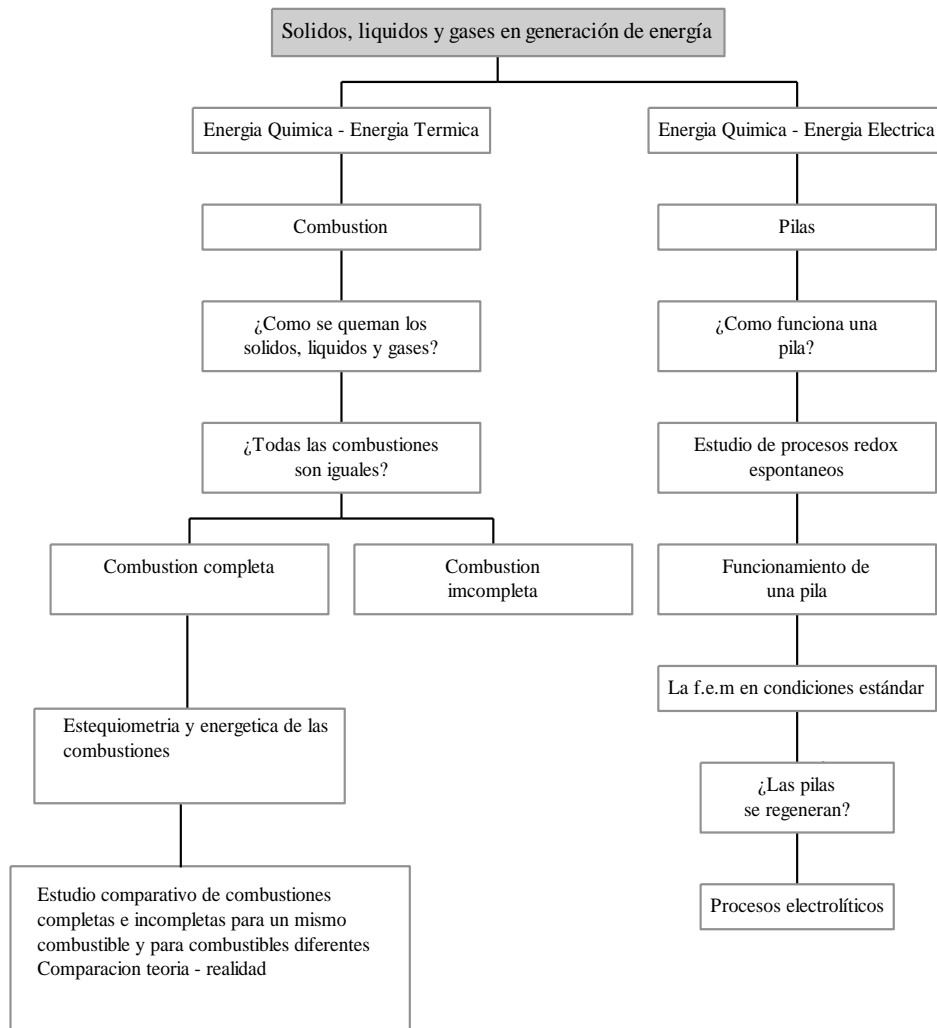 Solidos, liquidos y gases en generación de energía
Energia Quimica - Energia Termica
Energia Quimica - Energia Electrica
Combustion
Pilas
¿Como se queman los
solidos, liquidos y gases?
¿Como funciona una
pila?
¿Todas las combustiones
son iguales?
Estudio de procesos redox
espontaneos
Combustion completa
Combustion
imcompleta
Funcionamiento de
una pila
La f.e.m en condiciones estándar
Estequiometria y energetica de las
combustiones
¿Las pilas
se regeneran?
Estudio comparativo de combustiones
completas e incompletas para un mismo
combustible y para combustibles diferentes
Comparacion teoria - realidad
Procesos electrolíticos